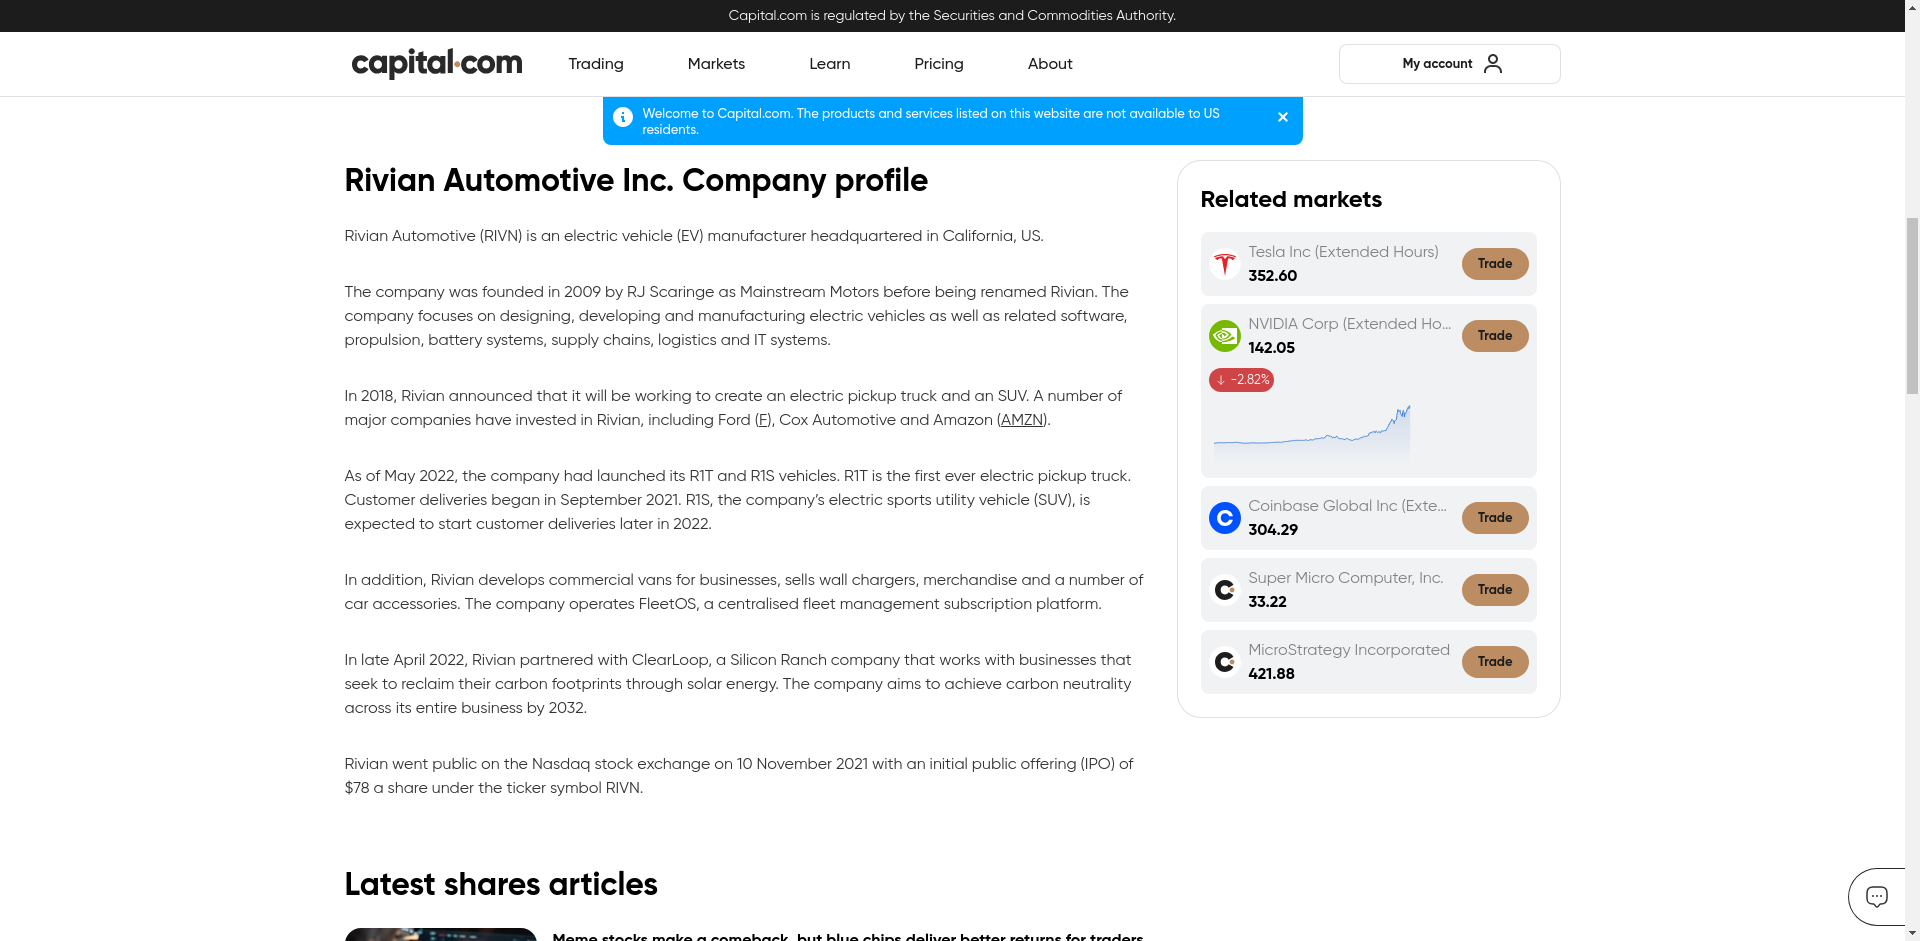 Capital.com is regulated by the Securities and Commodities Authority.
capital.com
Trading
Markets
Learn
Pricing
About
My account
Welcome to Capital.com. The products and services listed on this website are not available to US
residents.
Rivian Automotive Inc. Company profile
Rivian Automotive (RIVN) is an electric vehicle (EV) manufacturer headquartered in California, US.
The company was founded in 2009 by RJ Scaringe as Mainstream Motors before being renamed Rivian. The
company focuses on designing, developing and manufacturing electric vehicles as well as related software,
propulsion, battery systems, supply chains, logistics and IT systems.
In 2018, Rivian announced that it will be working to create an electric pickup truck and an SUV. A number of
major companies have invested in Rivian, including Ford (F), Cox Automotive and Amazon (AMZN).
As of May 2022, the company had launched its R1T and R1S vehicles. R1T is the first ever electric pickup truck.
Customer deliveries began in September 2021. R1S, the company's electric sports utility vehicle (SUV), is
expected to start customer deliveries later in 2022.
In addition, Rivian develops commercial vans for businesses, sells wall chargers, merchandise and a number of
car accessories. The company operates FleetOS, a centralised fleet management subscription platform.
In late April 2022, Rivian partnered with ClearLoop, a Silicon Ranch company that works with businesses that
seek to reclaim their carbon footprints through solar energy. The company aims to achieve carbon neutrality
across its entire business by 2032.
Rivian went public on the Nasdaq stock exchange on 10 November 2021 with an initial public offering (IPO) of
$78 a share under the ticker symbol RIVN.
Related markets
Tesla Inc (Extended Hours)
352.60
Trade
NVIDIA Corp (Extended Ho...
142.05
Trade
↓ -2.82%
Coinbase Global Inc (Exte...
304.29
Trade
Super Micro Computer, Inc.
33.22
Trade
MicroStrategy Incorporated
421.88
Trade
Latest shares articles
Meme stocks make a comeback, but blue chips deliver better returns for traders